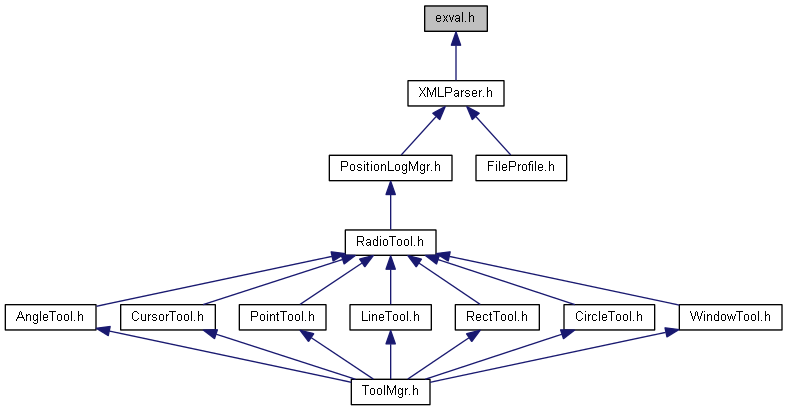 exval.h
XMLParser.h
PositionLogMgr.h
FileProfile.h
RadioTool.h
AngleTool.h
CursorTool.h
PointTool.h
LineTool.h
RectTool.h
CircleTool.h
WindowTool.h
ToolMgr.h